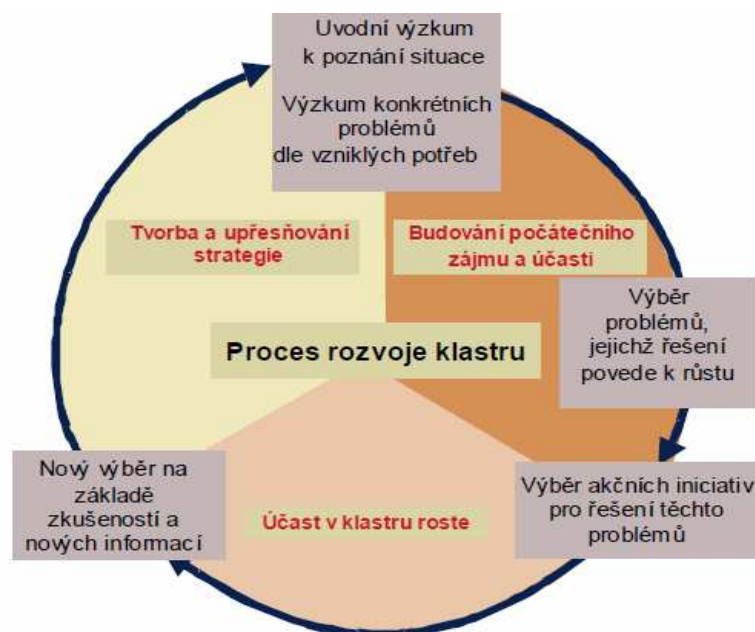 Uvodní výzkum
k poznání situace
Výzkum konkrétních
problémů
dle vzniklých potřeb
Tvorba a upřesňování
strategie
Budování počátečního
zájmu a účasti
Výběr
problémů,
jejichž řešení
povede k růstu
Proces rozvoje klastru
Nový výběr na
základě
zkušeností a
nových informací
Účast v klastru roste
Výběr akčních iniciativ
pro řešení těchto
problémů